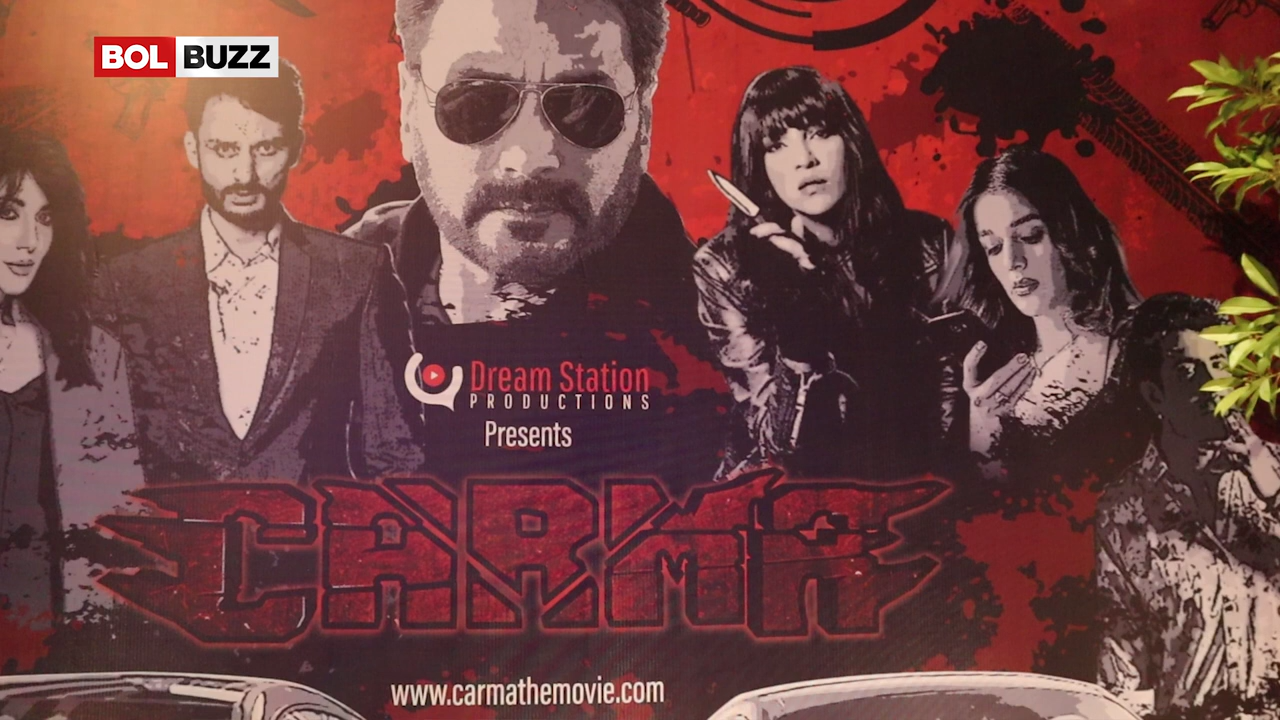 BOL BUZZ
Dream Station
PRODUCTIONS
Presents
CARMA
www.carmathemovie.com